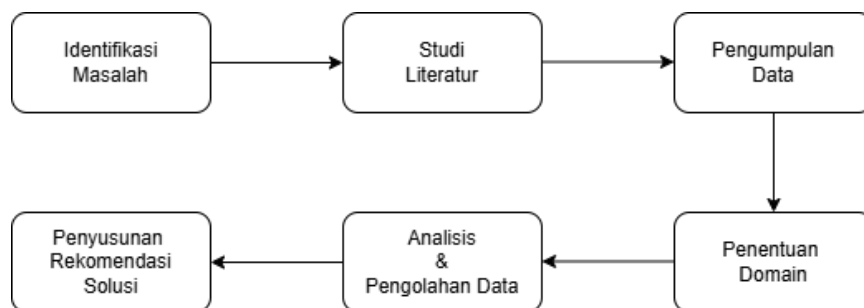 Identifikasi
Masalah
Studi
Literatur
Pengumpulan
Data
Penentuan
Domain
Analisis
&
Pengolahan Data
Penyusunan
Rekomendasi
Solusi